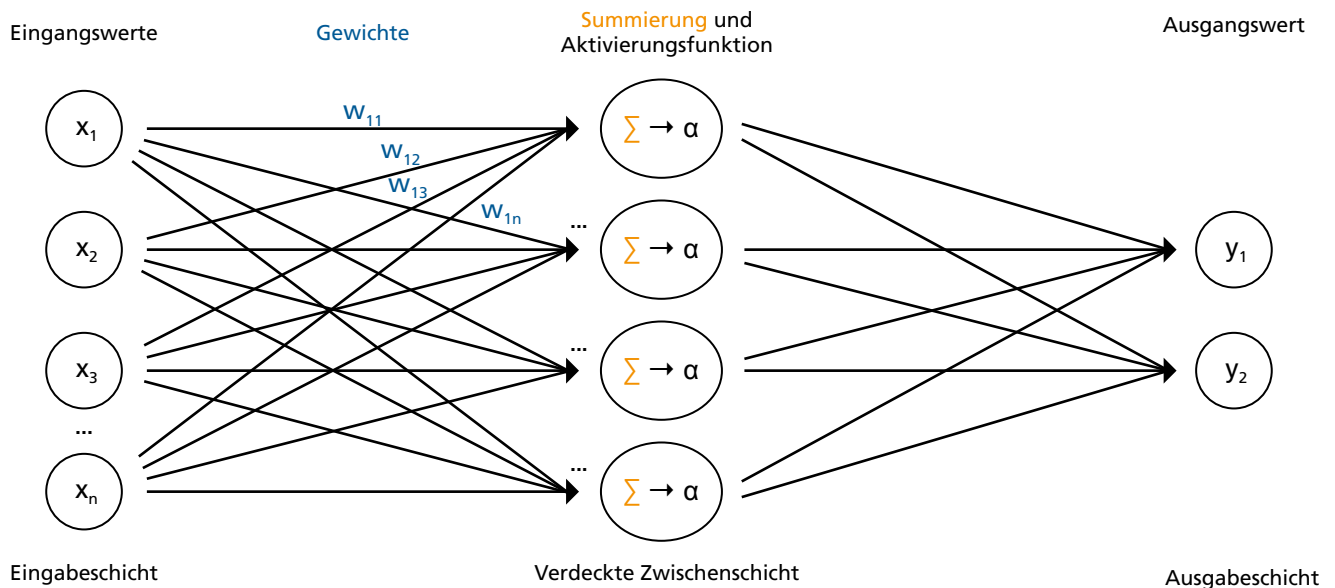 Eingangswerte
Gewichte
Summierung und
Aktivierungsfunktion
Ausgangswert
x₁
w₁₁
∑ → α
w₁₂
w₁₃
w₁ₙ
...
x₂
∑ → α
y₁
...
x₃
∑ → α
y₂
...
...
xₙ
∑ → α
Eingabeschicht
Verdeckte Zwischenschicht
Ausgabeschicht